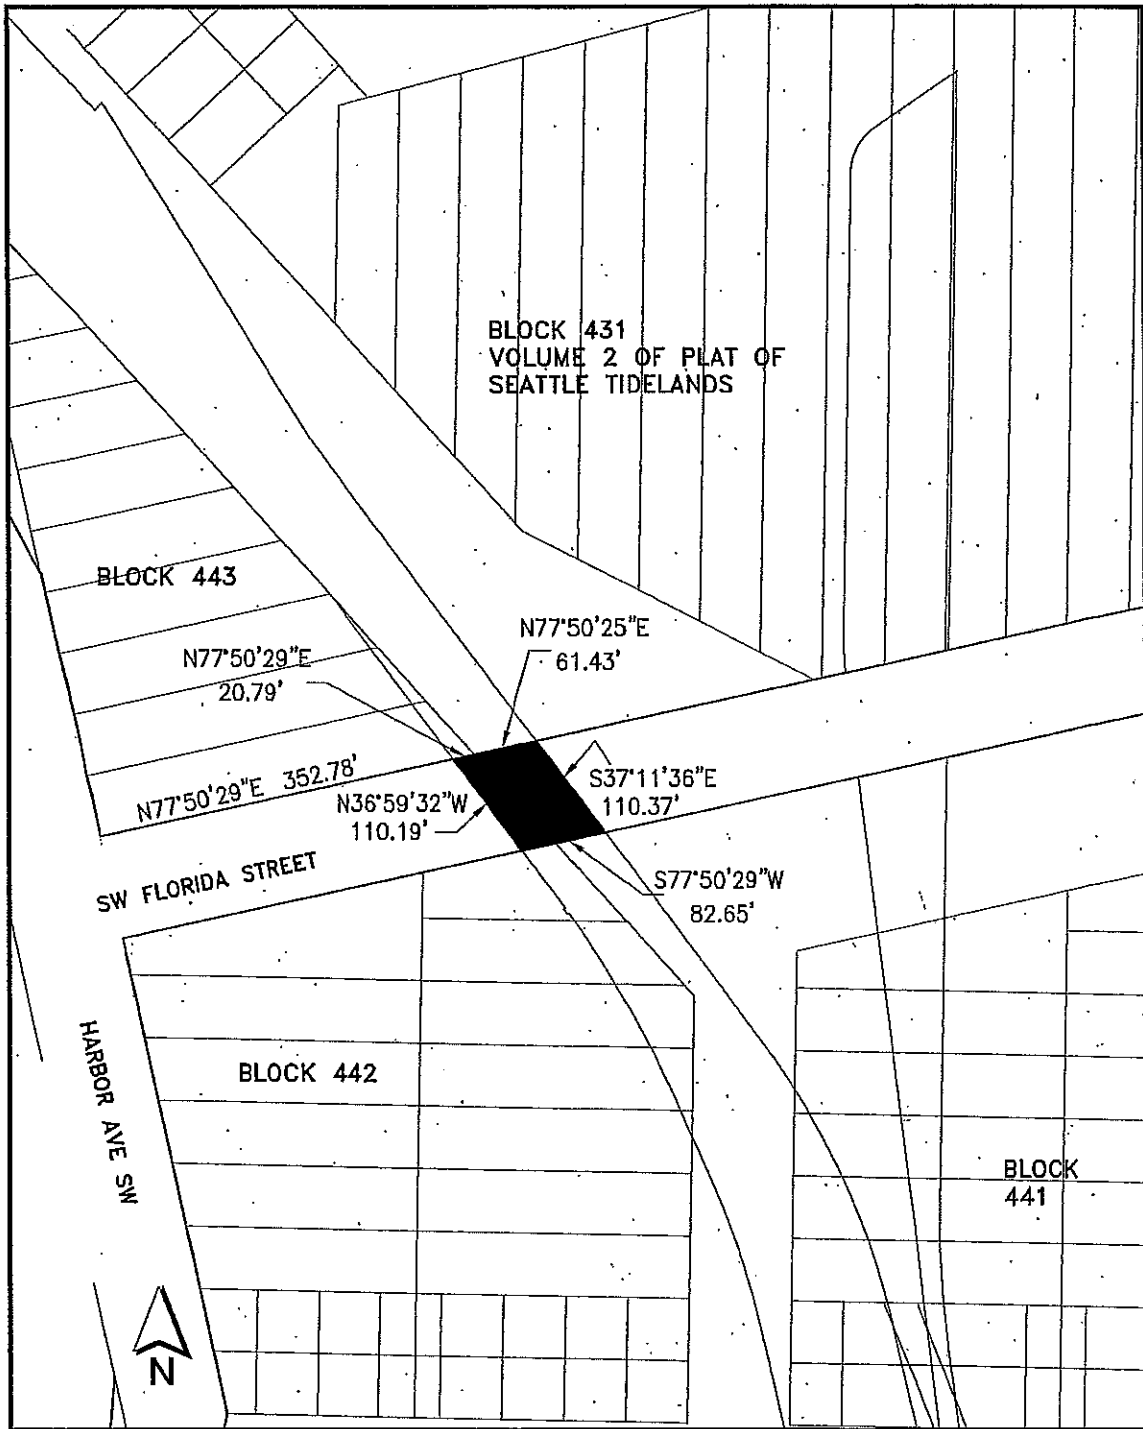 BLOCK 431
VOLUME 2 OF PLAT OF
SEATTLE TIDELANDS
BLOCK 443
N77°50'25"E
61.43'
N77°50'29"E
20.79'
N77°50'29"E 352.78'
S37°11'36"E
110.37'
N36°59'32"W
110.19'
SW FLORIDA STREET
S77°50'29"W
82.65'
HARBOR AVE SW
BLOCK 442
BLOCK
441
N